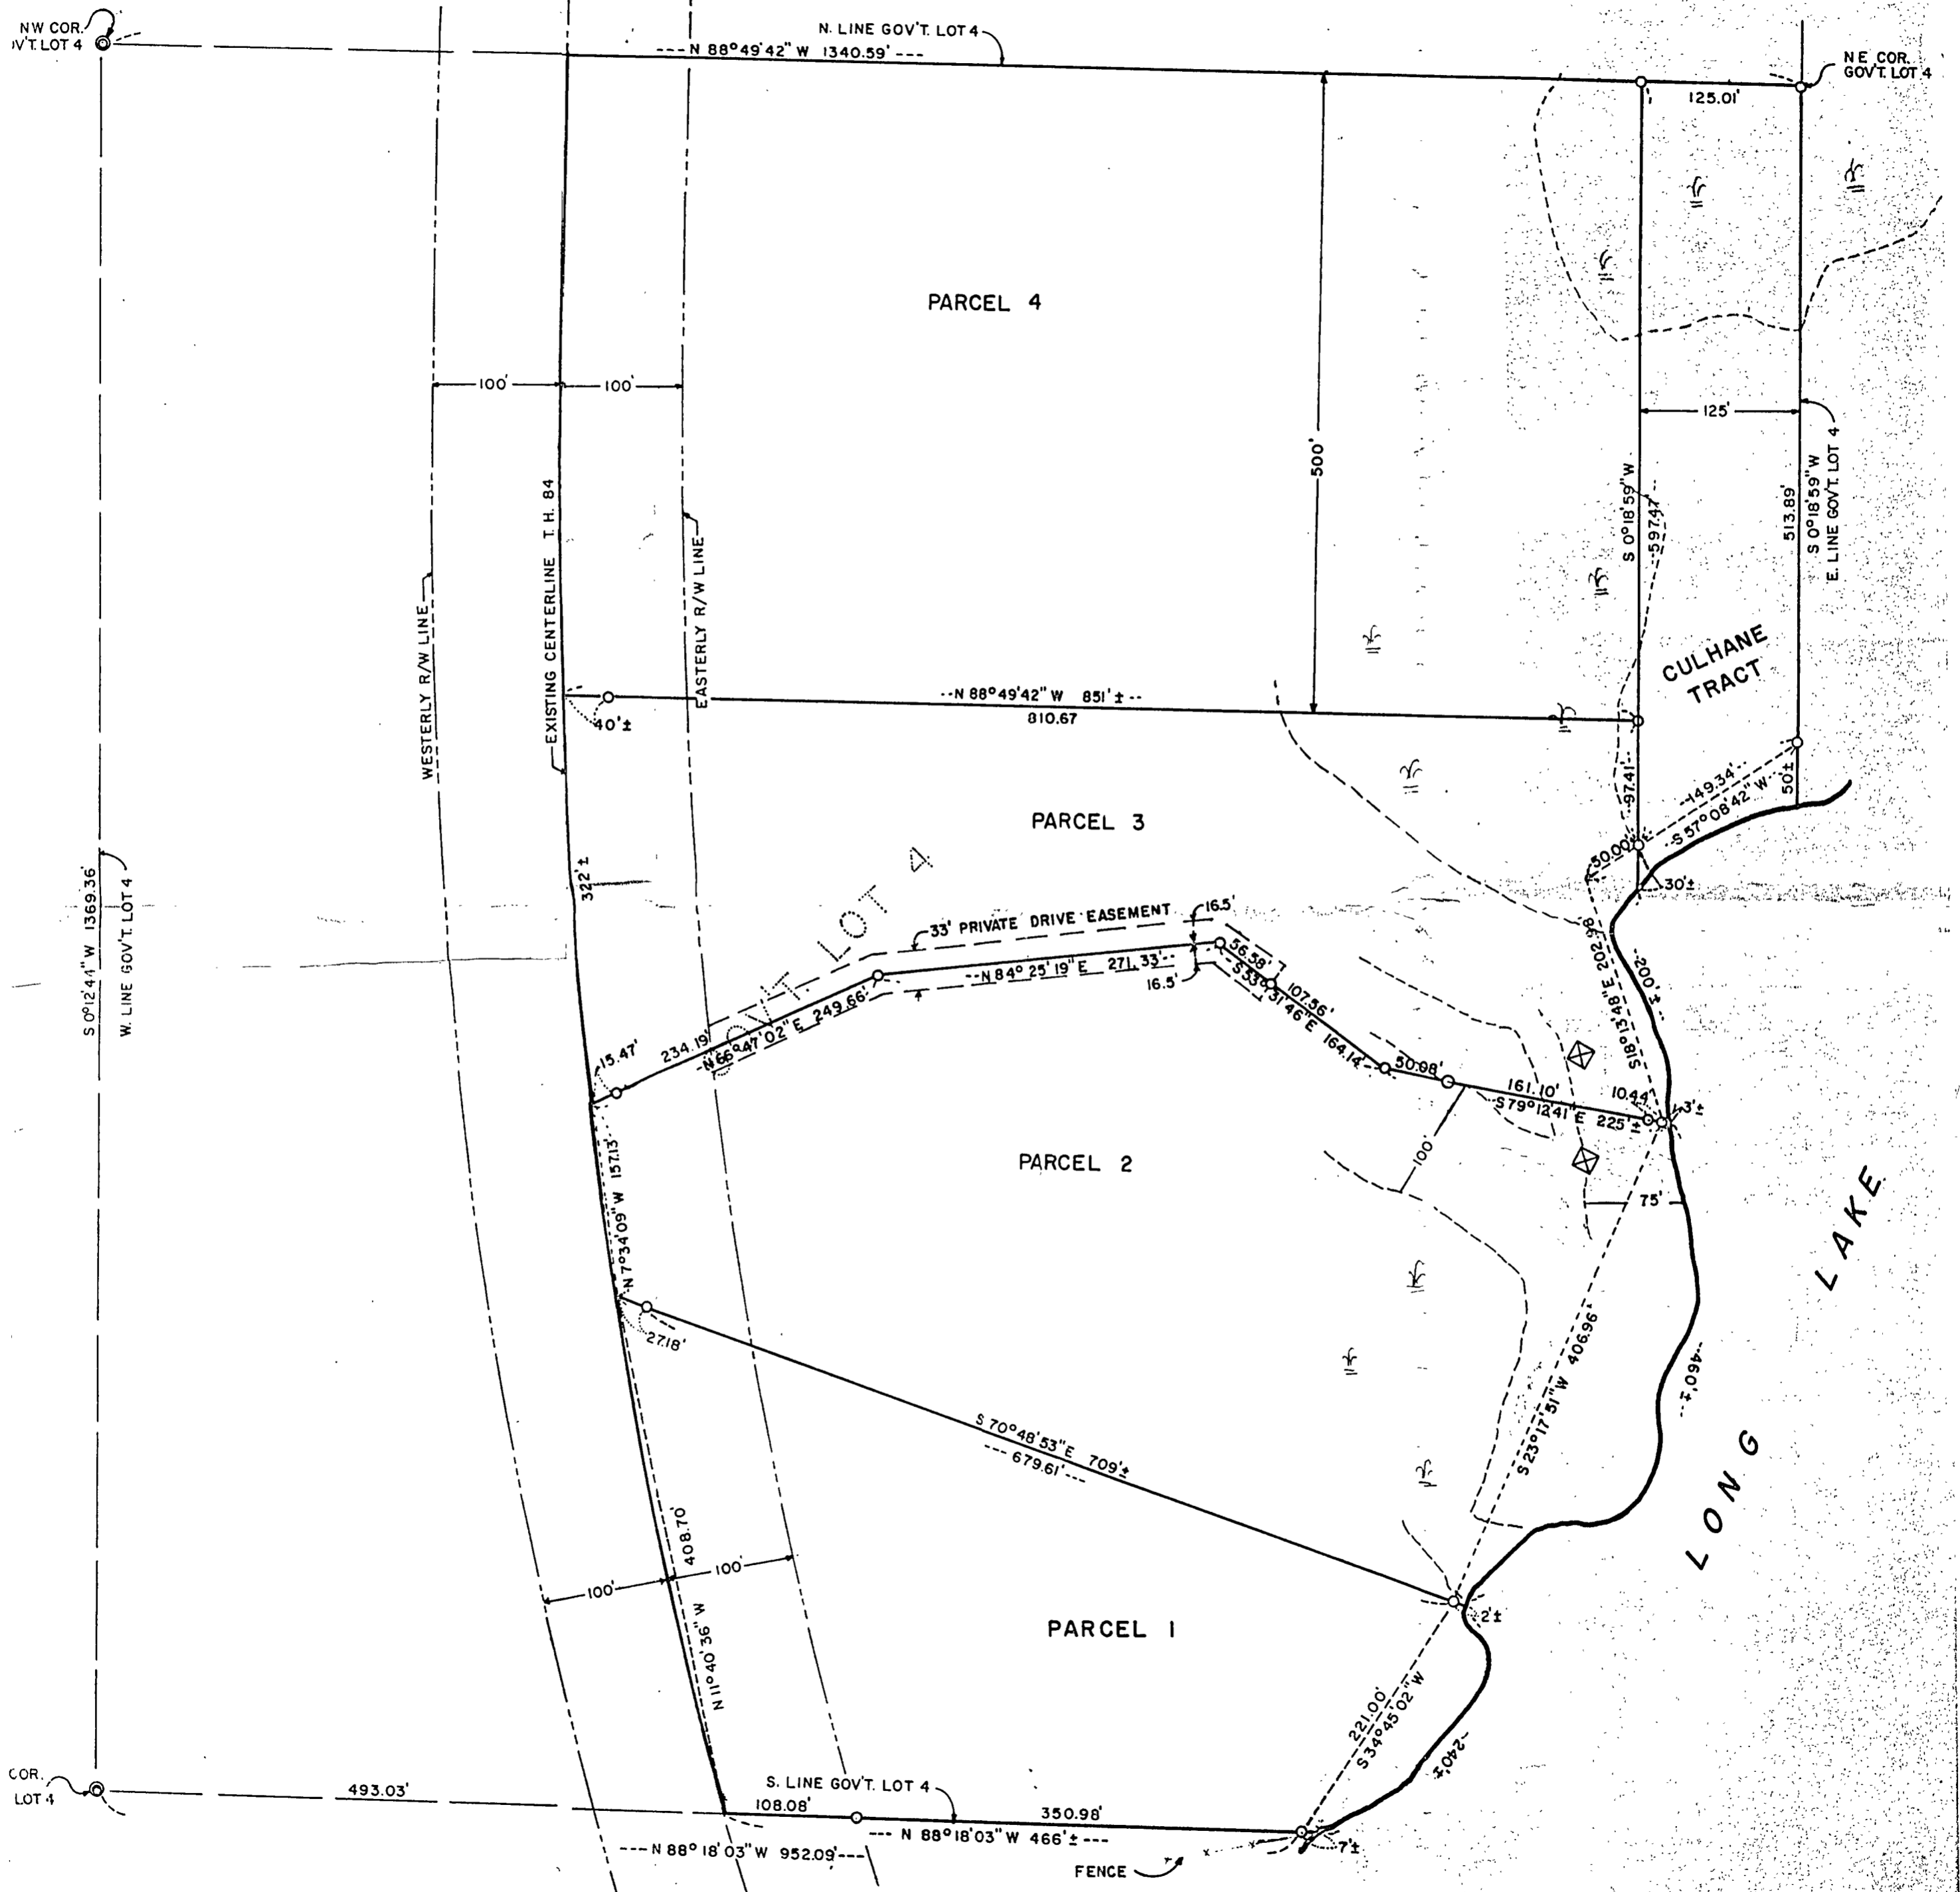 NW COR.
V'T. LOT 4
N. LINE GOV'T. LOT 4
---N 88°49'42" W 1340.59'---
N E COR.
GOV'T. LOT 4
125.01'
PARCEL 4
100'
100'
125'
500'
S 0°18'59" W
--597.47'--
513.89'
S 0°18'59" W
E. LINE GOV'T. LOT 4
WESTERLY R/W LINE
EXISTING CENTERLINE T. H. 84
EASTERLY R/W LINE
CULHANE
TRACT
--N 88°49'42" W 851'± --
810.67
40'±
--97.41'--
--149.34'--
--S 57°08'42" W--
50±
PARCEL 3
50.00'
30'±
322'±
S 0°12'44" W 1369.36'
W. LINE GOV'T. LOT 4
GOV'T. LOT 4
33' PRIVATE DRIVE EASEMENT
16.5'
--N 84° 25' 19" E 271.33'--
16.5'
56.58'
S 53°31'46" E
107.56'
164.14'
S18°13'48"E 202.98'
--200'± --
15.47'
234.19'
-N 66°47'02" E 249.66'
50.08'
161.10'
S 79°12'41" E 225'±
10.44'
3'±
N 7°34'09" W 157.13'
PARCEL 2
100'
75'
27.18'
LONG LAKE
S 23°17'51" W 406.96'
--460'±---
S 70°48'53" E 709'±
--- 679.61'---
100'
100'
408.70'
N 11°40'36" W
PARCEL 1
2'±
221.00'
S 34°45'02" W
-240'±
COR.
LOT 4
493.03'
S. LINE GOV'T. LOT 4
108.08'
350.98'
--- N 88°18'03" W 466'± ---
---N 88° 18' 03" W 952.09'---
7'±
FENCE